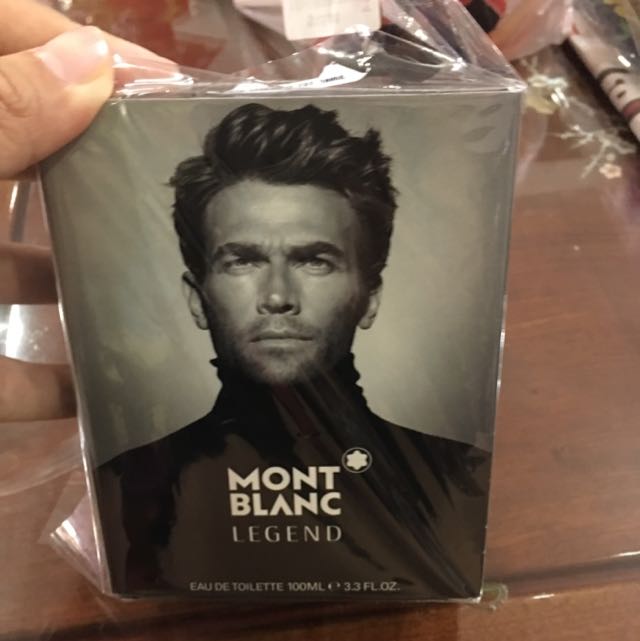 MONT
BLANC
LEGEND
EAU DE TOILETTE 100ML ℮ 3.3 FL.OZ.